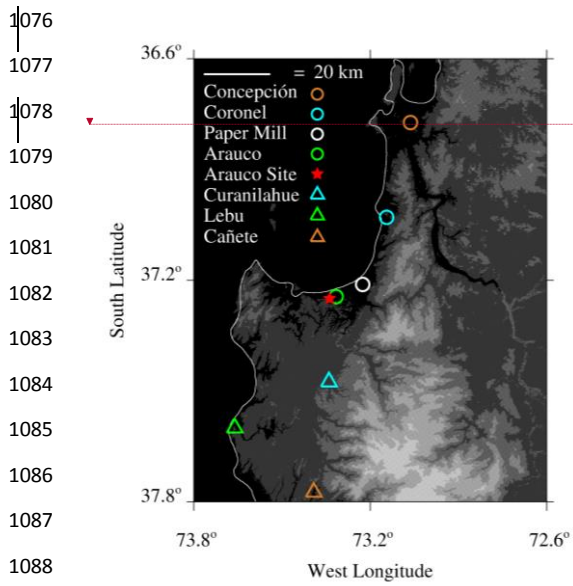 1076
36.6°
1077
= 20 km
Concepción
1078
Coronel
Paper Mill
1079
Arauco
Arauco Site
1080
Curanilahue
Lebu
1081
Cañete
South Latitude
37.2°
1082
1083
1084
1085
1086
37.8°
1087
73.8°
73.2°
72.6°
1088
West Longitude